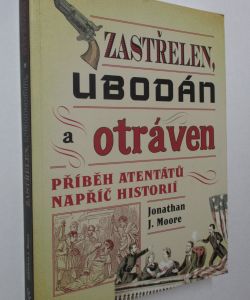 ZASTŘELEN,
UBODÁN
a otráven
PŘÍBĚH ATENTÁTŮ
NAPŘÍČ HISTORIÍ
Jonathan
J. Moore